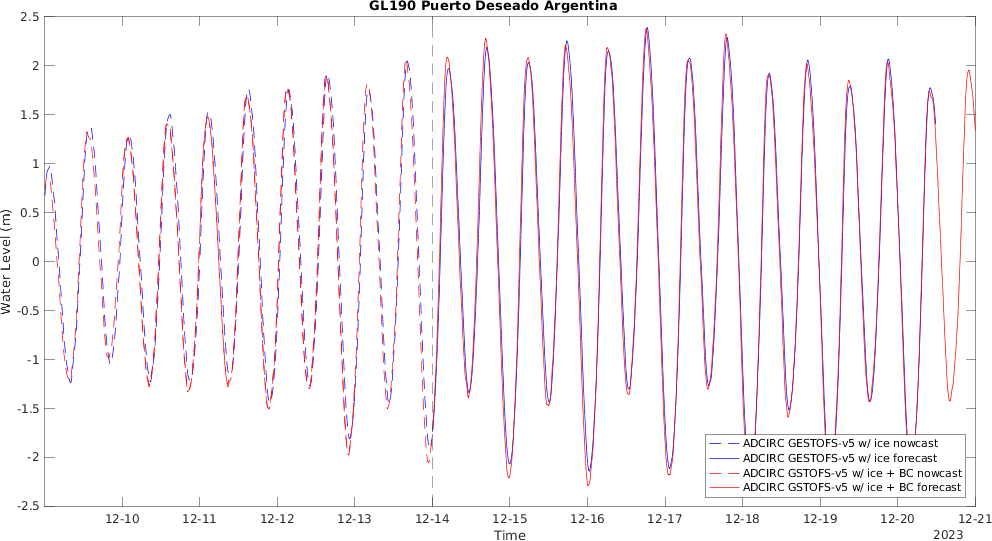 GL190 Puerto Deseado Argentina
2.5
2
1.5
1
0.5
0
-0.5
-1
-1.5
-2
-2.5
Water Level (m)
ADCIRC GESTOFS-v5 w/ ice nowcast
ADCIRC GESTOFS-v5 w/ ice forecast
ADCIRC GSTOFS-v5 w/ ice + BC nowcast
ADCIRC GSTOFS-v5 w/ ice + BC forecast
12-10 12-11 12-12 12-13 12-14 12-15 12-16 12-17 12-18 12-19 12-20 12-21
Time 2023